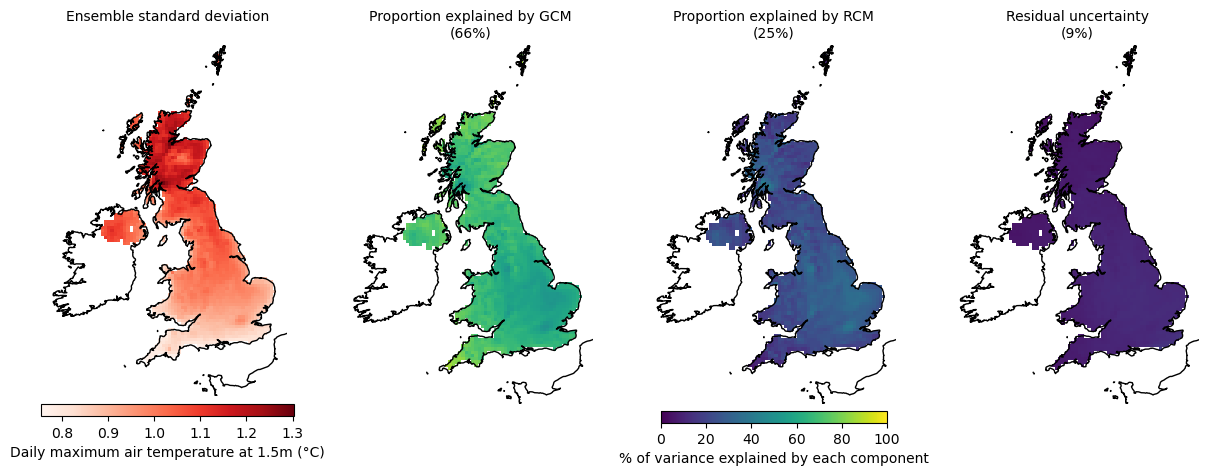 Ensemble standard deviation
Proportion explained by GCM
(66%)
Proportion explained by RCM
(25%)
Residual uncertainty
(9%)
0.8 0.9 1.0 1.1 1.2 1.3
Daily maximum air temperature at 1.5m (°C)
0 20 40 60 80 100
% of variance explained by each component